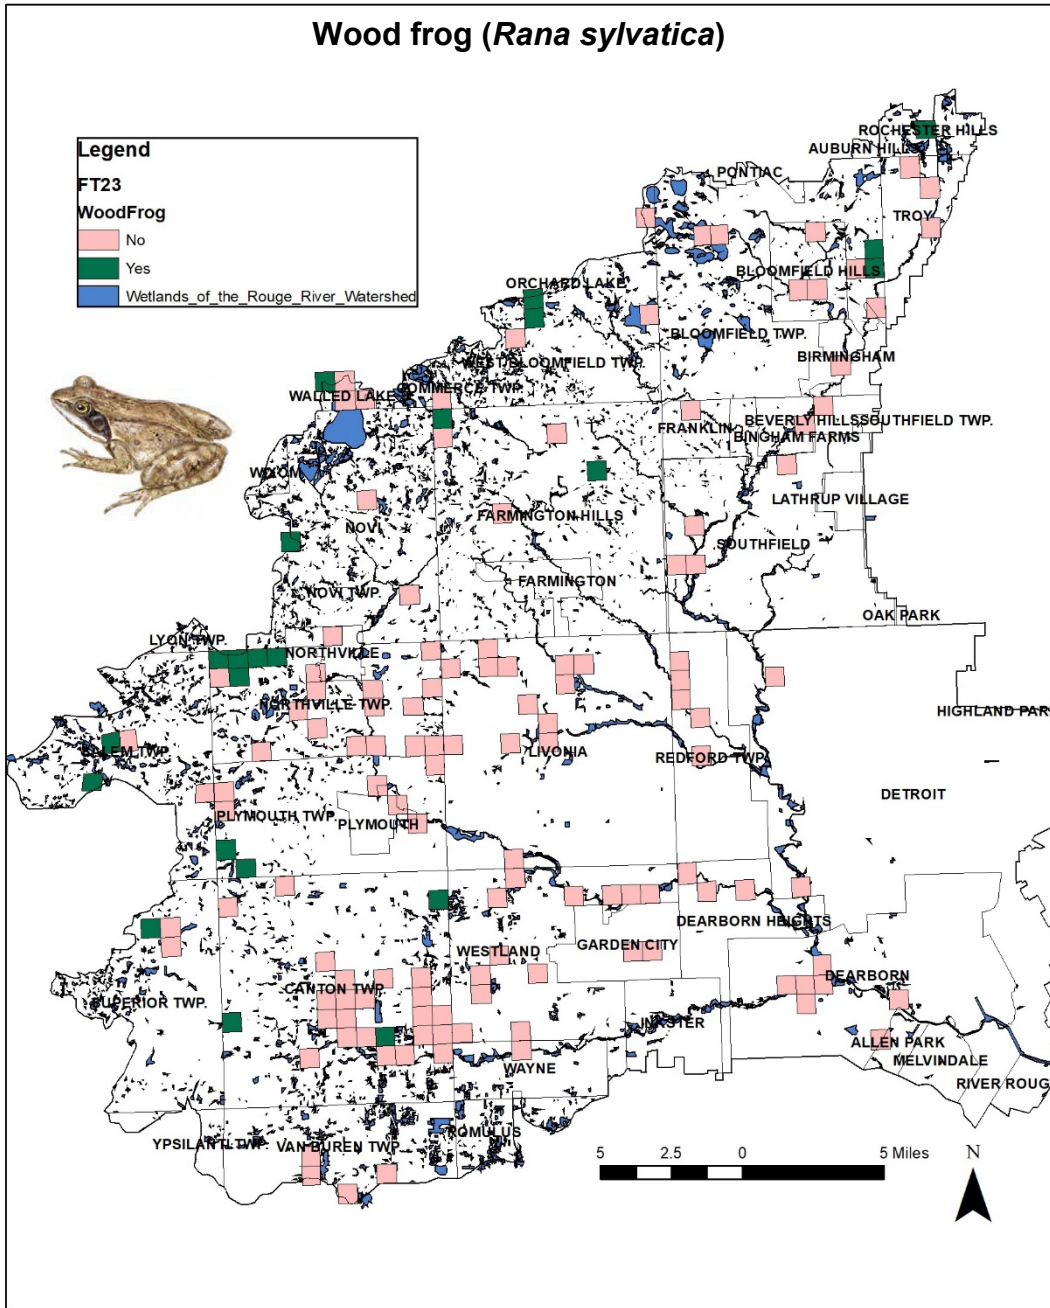 Wood frog (Rana sylvatica)
Legend
FT23
WoodFrog
No
Yes
Wetlands_of_the_Rouge_River_Watershed
ROCHESTER HILLS
AUBURN HILLS
PONTIAC
TROY
BLOOMFIELD HILLS
ORCHARD LAKE
BLOOMFIELD TWP.
WEST BLOOMFIELD TWP.
BIRMINGHAM
COMMERCE TWP.
WALLED LAKE
BEVERLY HILLS
SOUTHFIELD TWP.
FRANKLIN
BINGHAM FARMS
WIXOM
LATHRUP VILLAGE
NOVI
FARMINGTON HILLS
SOUTHFIELD
FARMINGTON
NOVI TWP.
OAK PARK
LYON TWP.
NORTHVILLE
NORTHVILLE TWP.
HIGHLAND PAR
SALEM TWP.
LIVONIA
REDFORD TWP.
DETROIT
PLYMOUTH TWP.
PLYMOUTH
DEARBORN HEIGHTS
GARDEN CITY
WESTLAND
DEARBORN
CANTON TWP.
SUPERIOR TWP.
INKSTER
ALLEN PARK
MELVINDALE
WAYNE
RIVER ROUG
ROMULUS
YPSILANTI TWP.
VAN BUREN TWP.
5 2.5 0 5 Miles
N